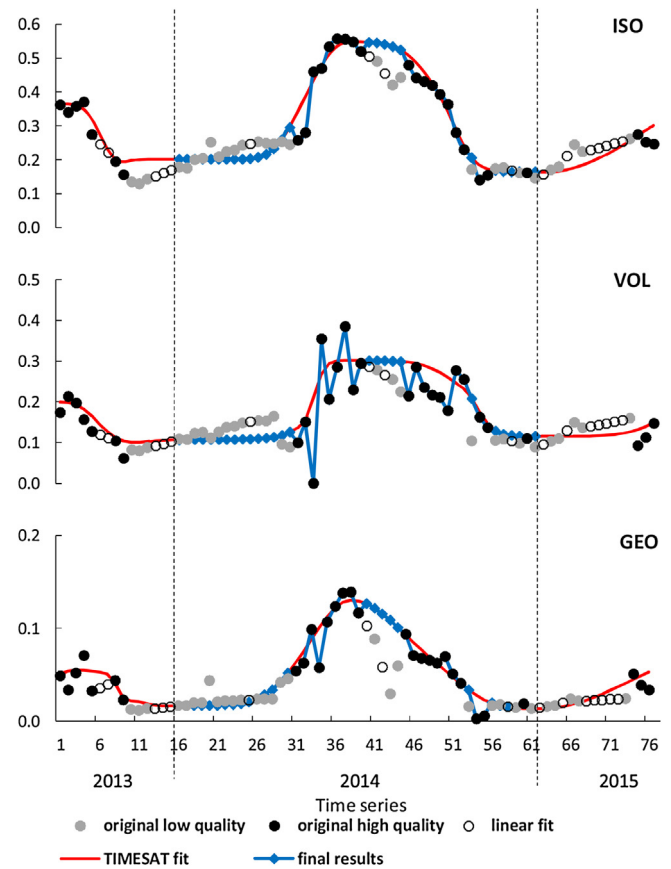 ISO
0.6
0.5
0.4
0.3
0.2
0.1
0.0
VOL
0.5
0.4
0.3
0.2
0.1
0.0
GEO
0.2
0.1
0.0
1 6 11 16 21 26 31 36 41 46 51 56 61 66 71 76
2013 2014 2015
Time series
original low quality original high quality linear fit
TIMESAT fit final results